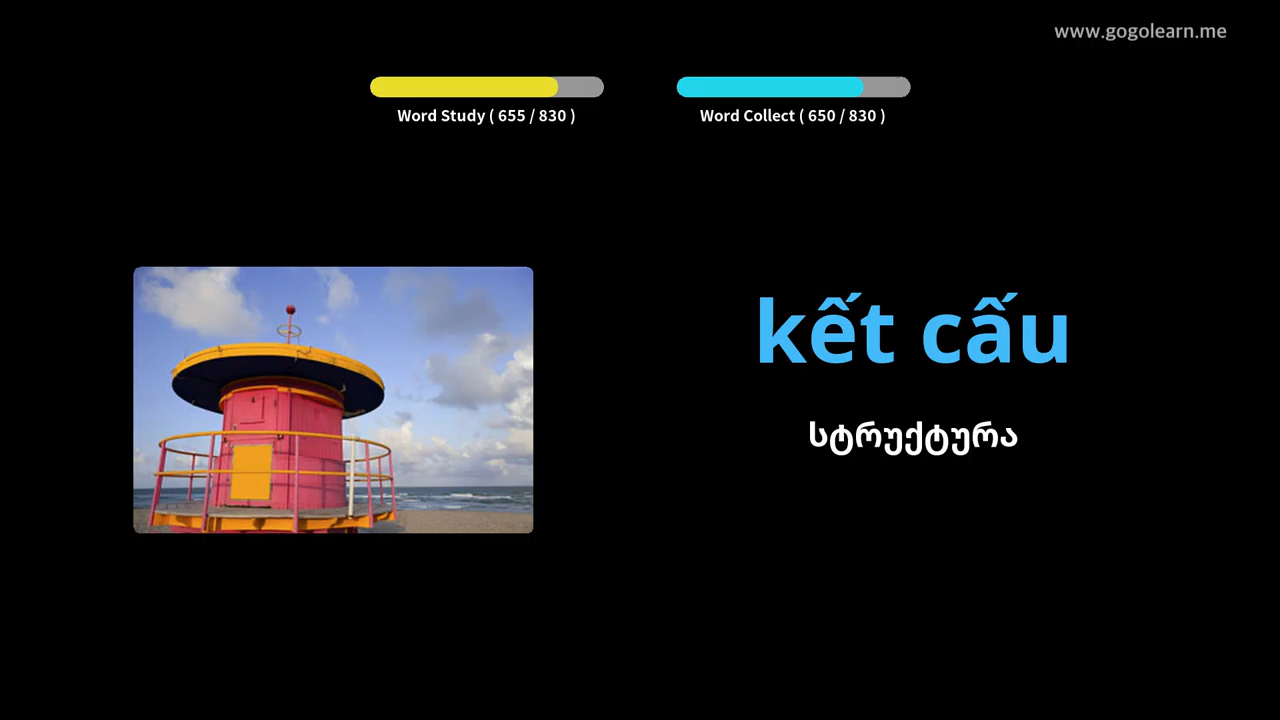 www.gogolearn.me
Word Study ( 655 / 830 )
Word Collect ( 650 / 830 )
kết cấu
სტრუქტურა